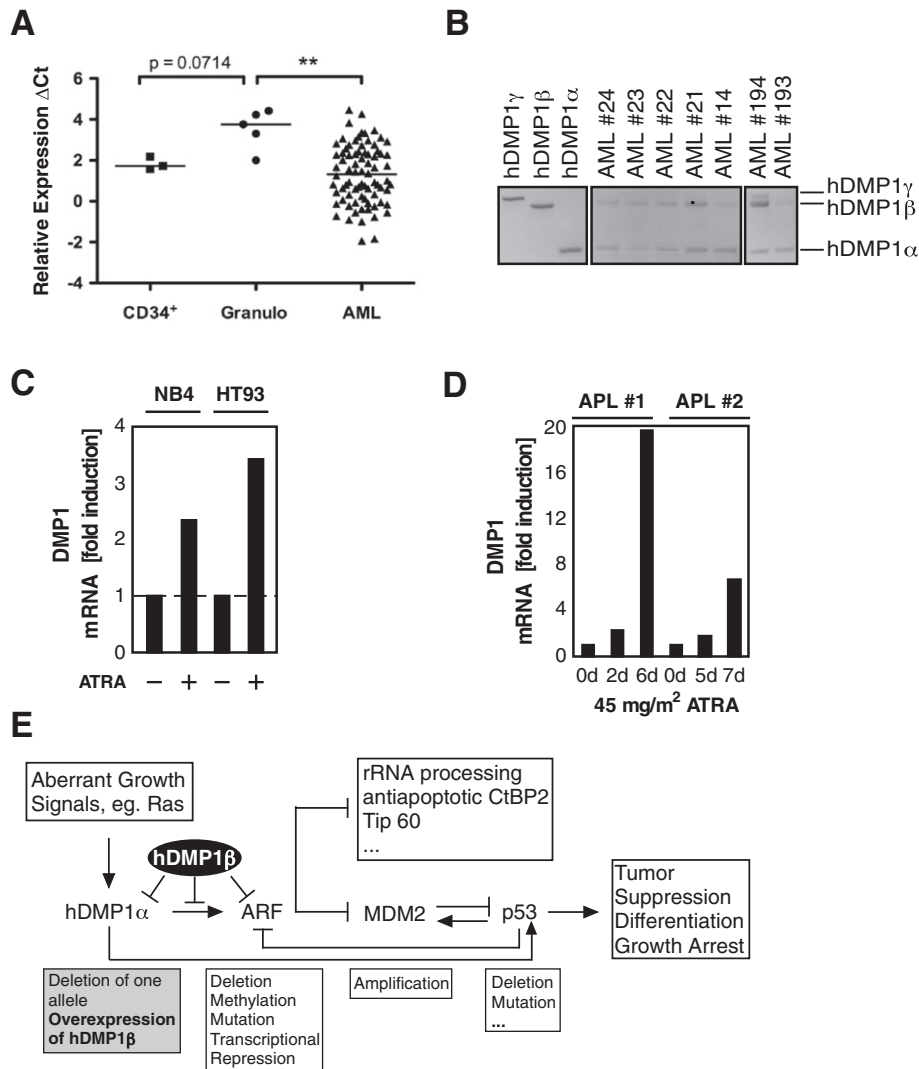 A
p = 0.0714
**
Relative Expression ΔCt
6
4
2
0
-2
-4
CD34⁺
Granulo
AML
B
hDMP1γ
hDMP1β
hDMP1α
AML #24
AML #23
AML #22
AML #21
AML #14
AML #194
AML #193
hDMP1γ
hDMP1β
hDMP1α
C
NB4
HT93
DMP1
mRNA [fold induction]
4
3
2
1
0
ATRA
− + − +
D
APL #1
APL #2
DMP1
mRNA [fold induction]
20
16
12
8
4
0
0d 2d 6d 0d 5d 7d
45 mg/m² ATRA
E
Aberrant Growth
Signals, eg. Ras
hDMP1β
hDMP1α
ARF
rRNA processing
antiapoptotic CtBP2
Tip 60
...
MDM2
p53
Tumor
Suppression
Differentiation
Growth Arrest
Deletion of one
allele
Overexpression
of hDMP1β
Deletion
Methylation
Mutation
Transcriptional
Repression
Amplification
Deletion
Mutation
...